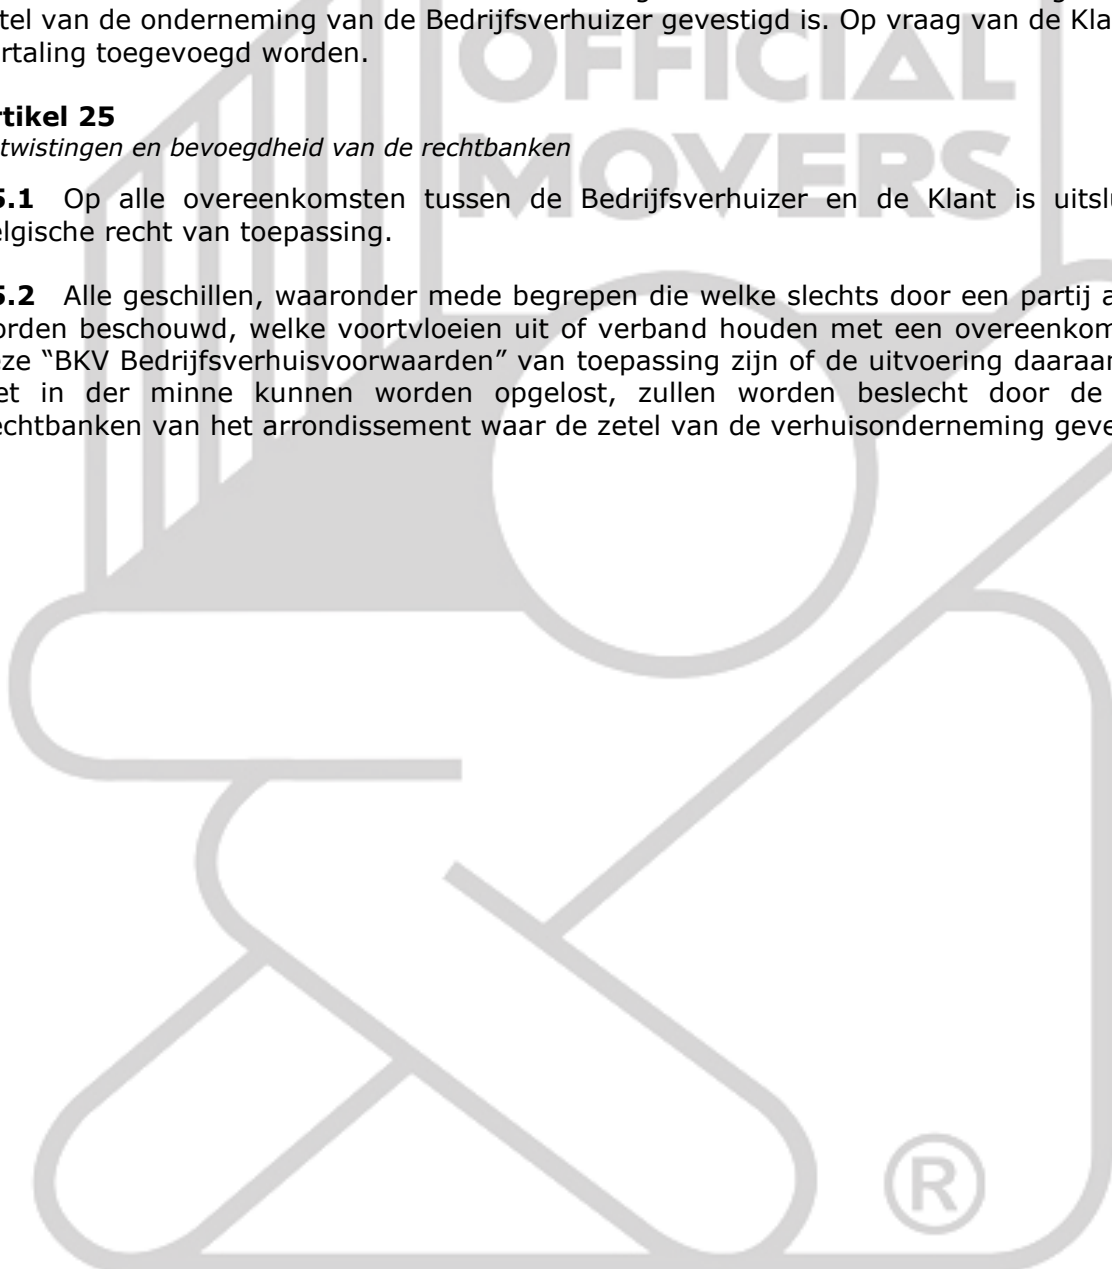 tel van de onderneming van de Bedrijfsverhuizer gevestigd is. Op vraag van de Kla
rtaling toegevoegd worden.
OFFICIAL
MOVERS
rtikel 25
twistingen en bevoegdheid van de rechtbanken
5.1 Op alle overeenkomsten tussen de Bedrijfsverhuizer en de Klant is uitslu
elgische recht van toepassing.
5.2 Alle geschillen, waaronder mede begrepen die welke slechts door een partij a
orden beschouwd, welke voortvloeien uit of verband houden met een overeenkom
eze “BKV Bedrijfsverhuisvoorwaarden” van toepassing zijn of de uitvoering daaraan
et in der minne kunnen worden opgelost, zullen worden beslecht door de
echtbanken van het arrondissement waar de zetel van de verhuisonderneming geve
®